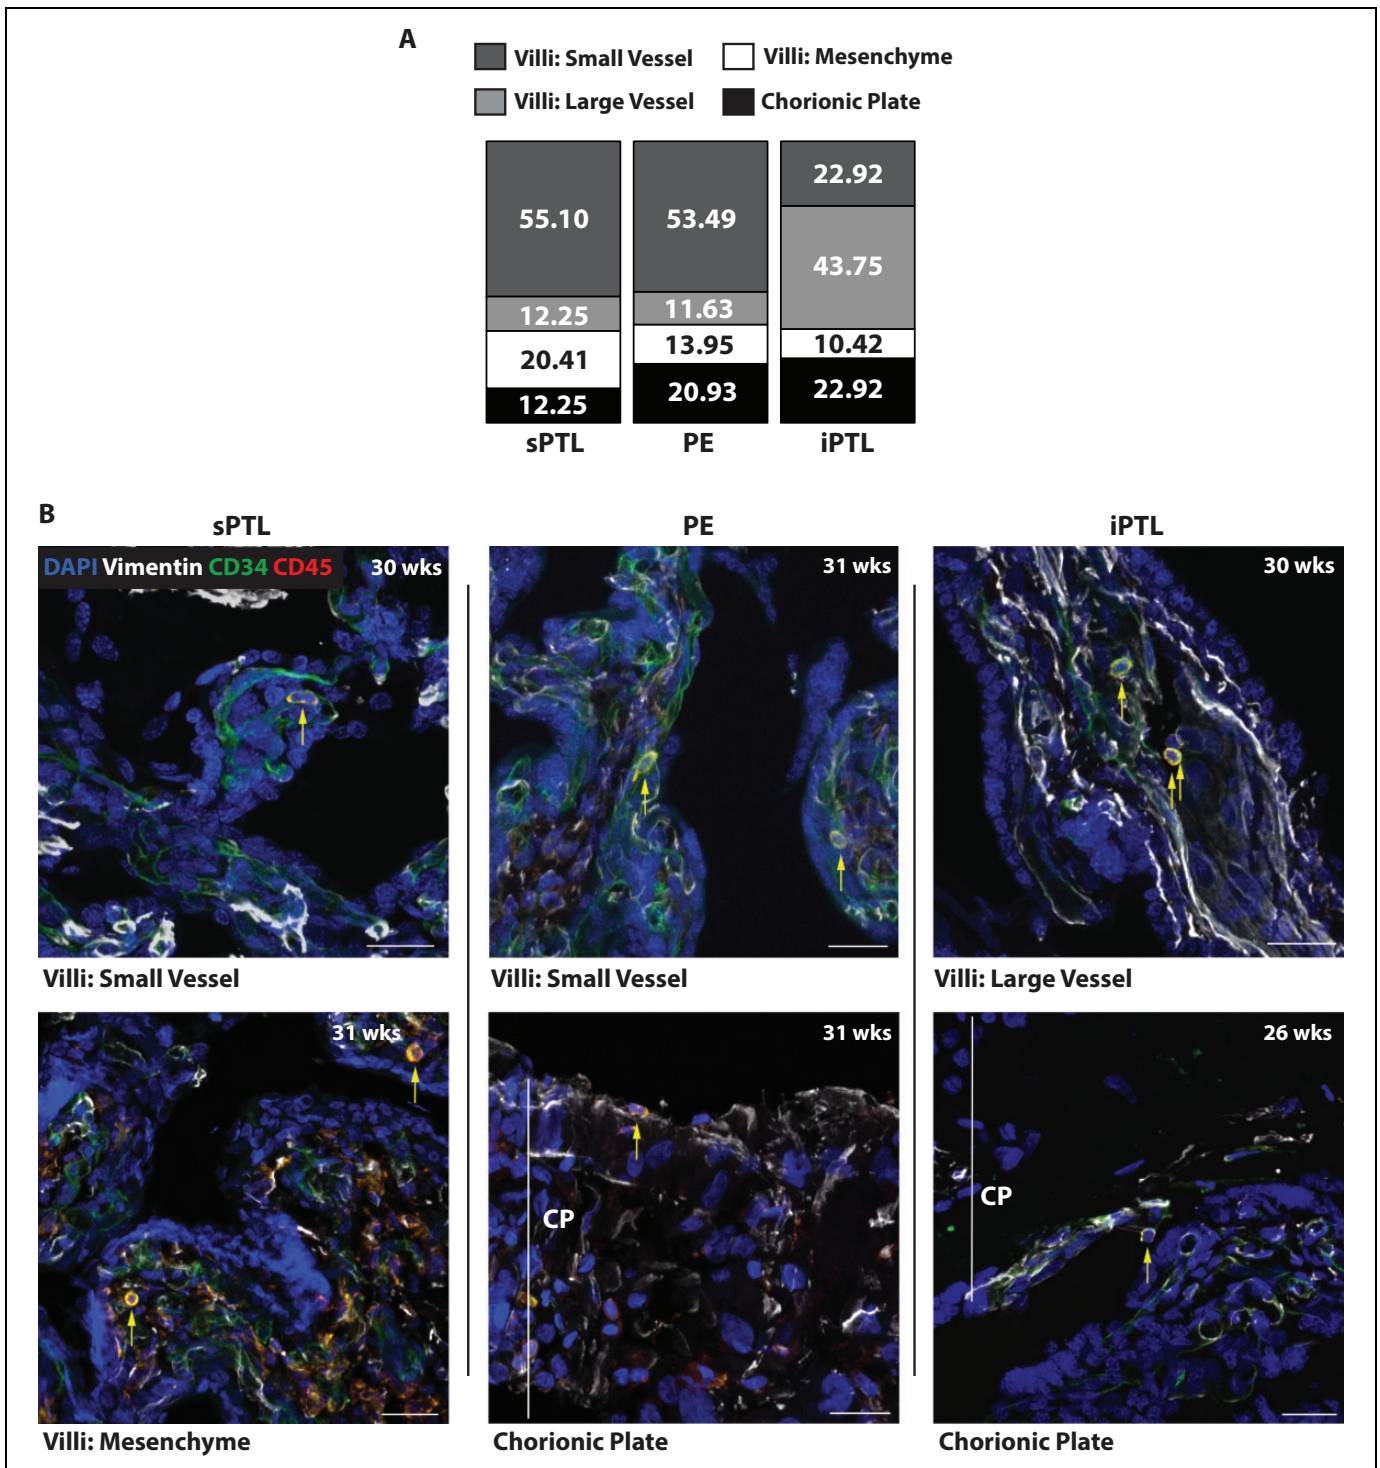 A
Villi: Small Vessel Villi: Mesenchyme
Villi: Large Vessel Chorionic Plate
55.10 53.49 22.92
12.25 11.63 43.75
20.41 13.95 10.42
12.25 20.93 22.92
sPTL PE iPTL
B
sPTL PE iPTL
DAPI Vimentin CD34 CD45 30 wks 31 wks 30 wks
Villi: Small Vessel Villi: Small Vessel Villi: Large Vessel
31 wks 31 wks 26 wks
CP CP
Villi: Mesenchyme Chorionic Plate Chorionic Plate